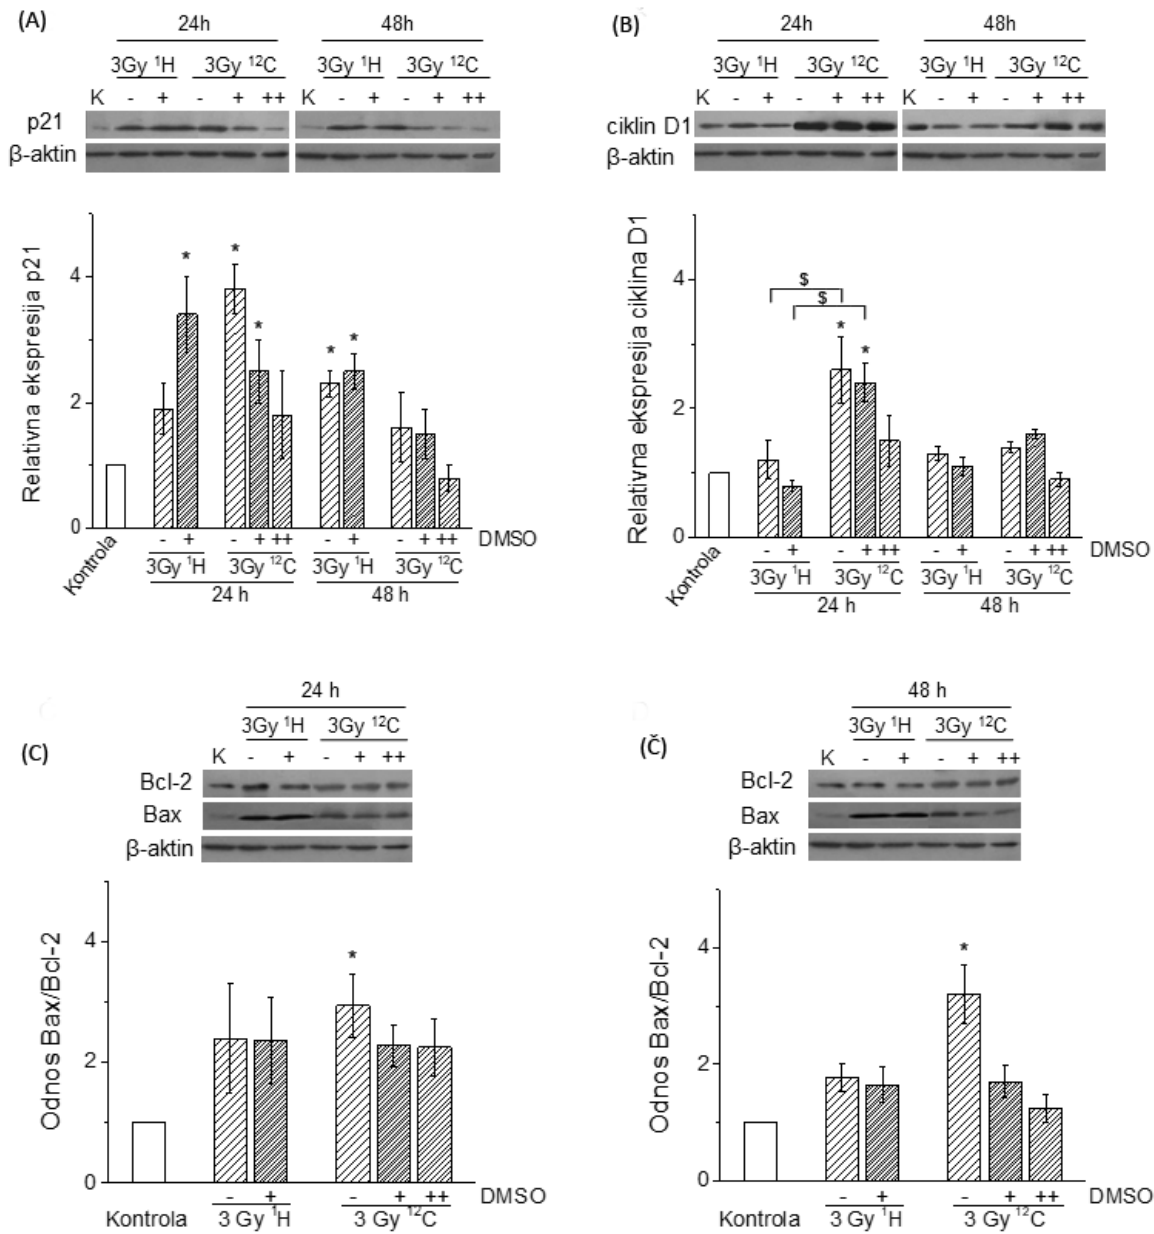 (A)
24h 48h
3Gy ¹H 3Gy ¹²C 3Gy ¹H 3Gy ¹²C
K - + - + ++ K - + - + ++
p21
β-aktin
Relativna ekspresija p21
4
2
0
* * * * *
- + - + ++ - + - + ++ DMSO
Kontrola 3Gy ¹H 3Gy ¹²C 3Gy ¹H 3Gy ¹²C
24 h 48 h
(B)
24h 48h
3Gy ¹H 3Gy ¹²C 3Gy ¹H 3Gy ¹²C
K - + - + ++ K - + - + ++
ciklin D1
β-aktin
Relativna ekspresija ciklina D1
4
2
0
$
$
* *
- + - + ++ - + - + ++ DMSO
Kontrola 3Gy ¹H 3Gy ¹²C 3Gy ¹H 3Gy ¹²C
24 h 48 h
(C)
24 h
3Gy ¹H 3Gy ¹²C
K - + - + ++
Bcl-2
Bax
β-aktin
Odnos Bax/Bcl-2
4
2
0
*
- + - + ++ DMSO
Kontrola 3 Gy ¹H 3 Gy ¹²C
(Č)
48 h
3Gy ¹H 3Gy ¹²C
K - + - + ++
Bcl-2
Bax
β-aktin
Odnos Bax/Bcl-2
4
2
0
*
- + - + ++ DMSO
Kontrola 3 Gy ¹H 3 Gy ¹²C